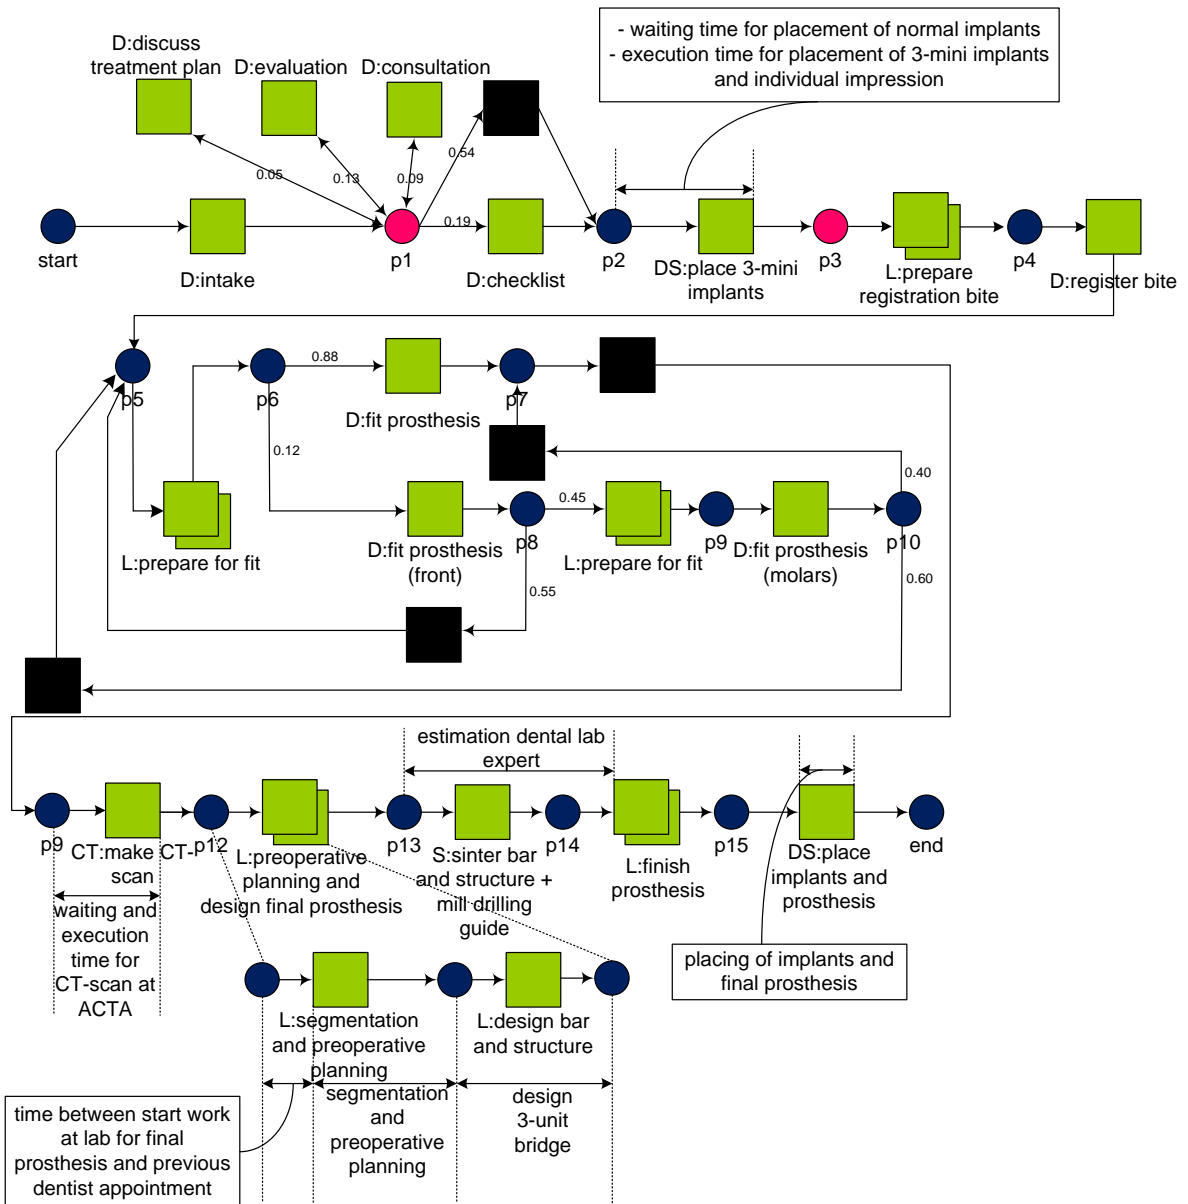 D:discuss
treatment plan
D:evaluation
D:consultation
- waiting time for placement of normal implants
- execution time for placement of 3-mini implants
and individual impression
0.05
0.13
0.09
0.54
0.19
start
D:intake
p1
D:checklist
p2
DS:place 3-mini
implants
p3
L:prepare
registration bite
p4
D:register bite
p5
p6
0.88
D:fit prosthesis
p7
0.12
L:prepare for fit
D:fit prosthesis
(front)
p8
0.45
L:prepare for fit
p9
D:fit prosthesis
(molars)
p10
0.40
0.60
0.55
estimation dental lab
expert
p9
CT:make CT-
scan
p12
L:preoperative
planning and
design final prosthesis
p13
S:sinter bar
and structure +
mill drilling
guide
p14
L:finish
prosthesis
p15
DS:place
implants and
prosthesis
end
waiting and
execution
time for
CT-scan at
ACTA
placing of implants and
final prosthesis
L:segmentation
and preoperative
planning
L:design bar
and structure
segmentation
and
preoperative
planning
design
3-unit
bridge
time between start work
at lab for final
prosthesis and previous
dentist appointment